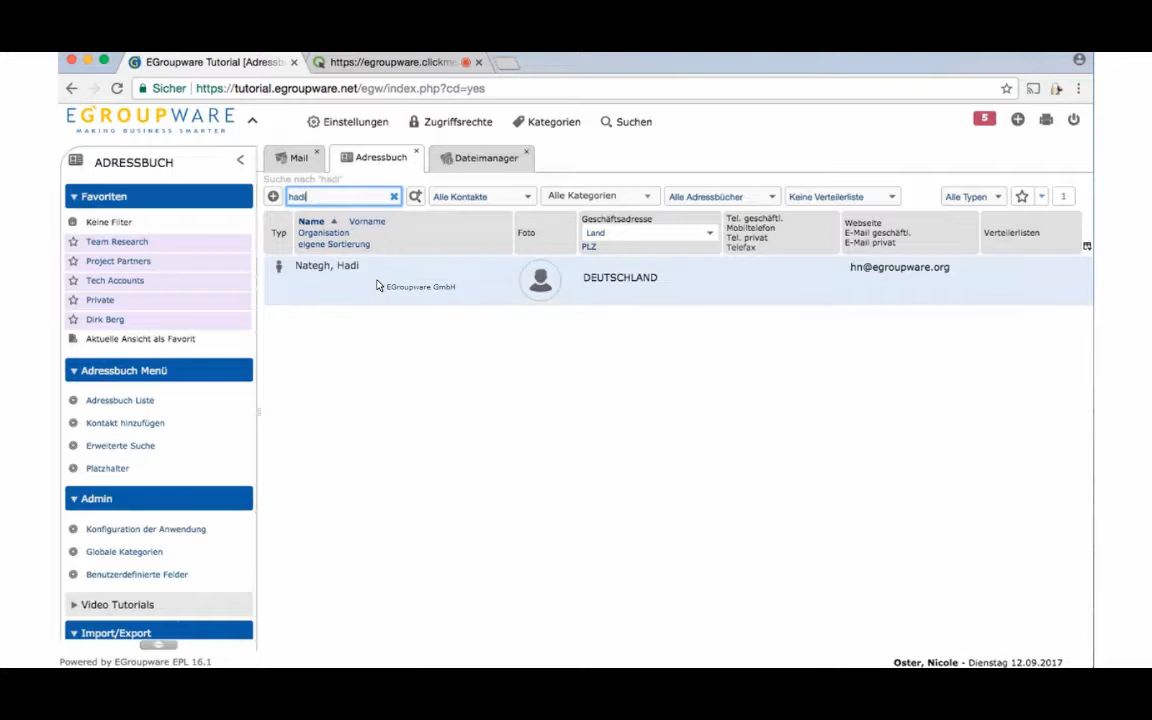 EGroupware Tutorial [Adressb
https://egroupware.clickme
Sicher
https://tutorial.egroupware.net/egw/index.php?cd=yes
EGROUPWARE
MAKING BUSINESS SMARTER
Einstellungen
Zugriffsrechte
Kategorien
Suchen
5
ADRESSBUCH
Mail
Adressbuch
Dateimanager
Suche nach "hadi"
hadi
Alle Kontakte
Alle Kategorien
Alle Adressbücher
Keine Verteilerliste
Alle Typen
1
Typ
Name
Vorname
Organisation
eigene Sortierung
Foto
Geschäftsadresse
Land
PLZ
Tel. geschäftl.
Mobiltelefon
Tel. privat
Telefax
Webseite
E-Mail geschäftl.
E-Mail privat
Verteilerlisten
Nategh, Hadi
EGroupware GmbH
DEUTSCHLAND
hn@egroupware.org
Favoriten
Keine Filter
Team Research
Project Partners
Tech Accounts
Private
Dirk Berg
Aktuelle Ansicht als Favorit
Adressbuch Menü
Adressbuch Liste
Kontakt hinzufügen
Erweiterte Suche
Platzhalter
Admin
Konfiguration der Anwendung
Globale Kategorien
Benutzerdefinierte Felder
Video Tutorials
Import/Export
Powered by EGroupware EPL 16.1
Oster, Nicole - Dienstag 12.09.2017